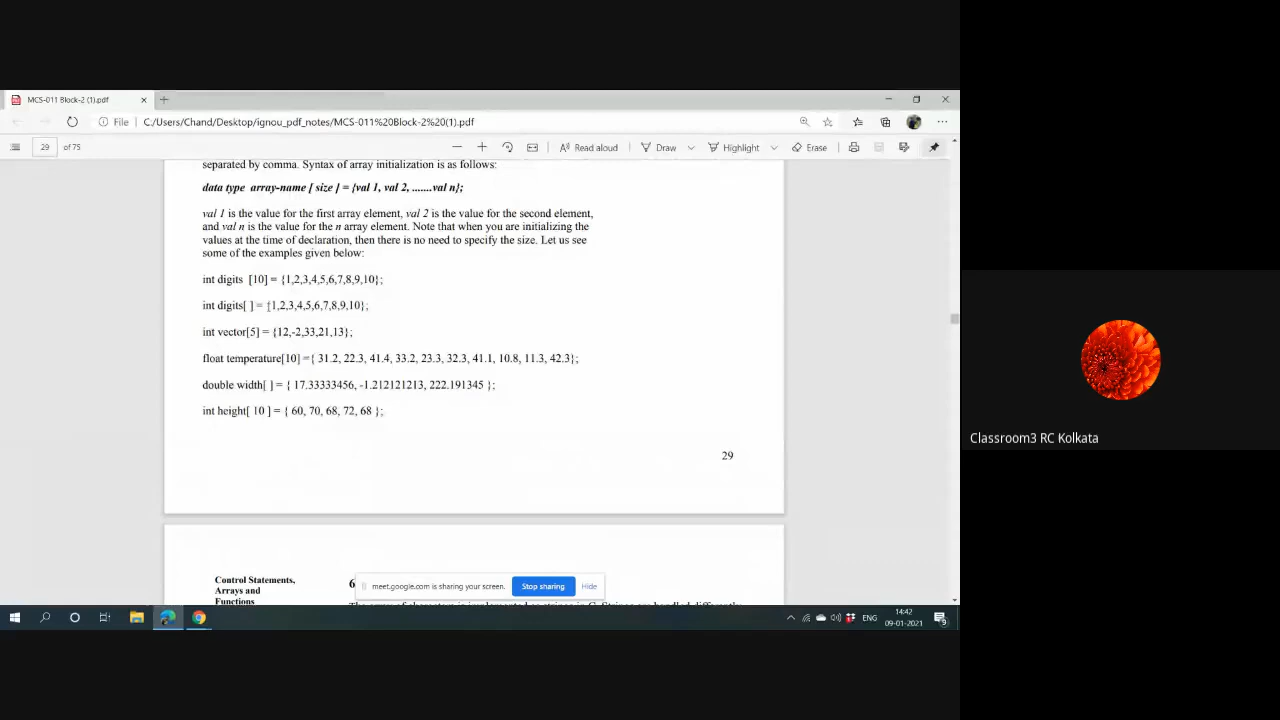 MCS-011 Block-2 (1).pdf
File
C:/Users/Chand/Desktop/ignou_pdf_notes/MCS-011%20Block-2%20(1).pdf
29 of 75
Read aloud
Draw
Highlight
Erase
separated by comma. Syntax of array initialization is as follows:
data type array-name [ size ] = {val 1, val 2, .......val n};
val 1 is the value for the first array element, val 2 is the value for the second element,
and val n is the value for the n array element. Note that when you are initializing the
values at the time of declaration, then there is no need to specify the size. Let us see
some of the examples given below:
int digits [10] = {1,2,3,4,5,6,7,8,9,10};
int digits[ ] = {1,2,3,4,5,6,7,8,9,10};
int vector[5] = {12,-2,33,21,13};
float temperature[10] ={ 31.2, 22.3, 41.4, 33.2, 23.3, 32.3, 41.1, 10.8, 11.3, 42.3};
double width[ ] = { 17.33333456, -1.212121213, 222.191345 };
int height[ 10 ] = { 60, 70, 68, 72, 68 };
29
Classroom3 RC Kolkata
Control Statements,
Arrays and
Functions
6
meet.google.com is sharing your screen.
Stop sharing
Hide
ENG
14:42
09-01-2021